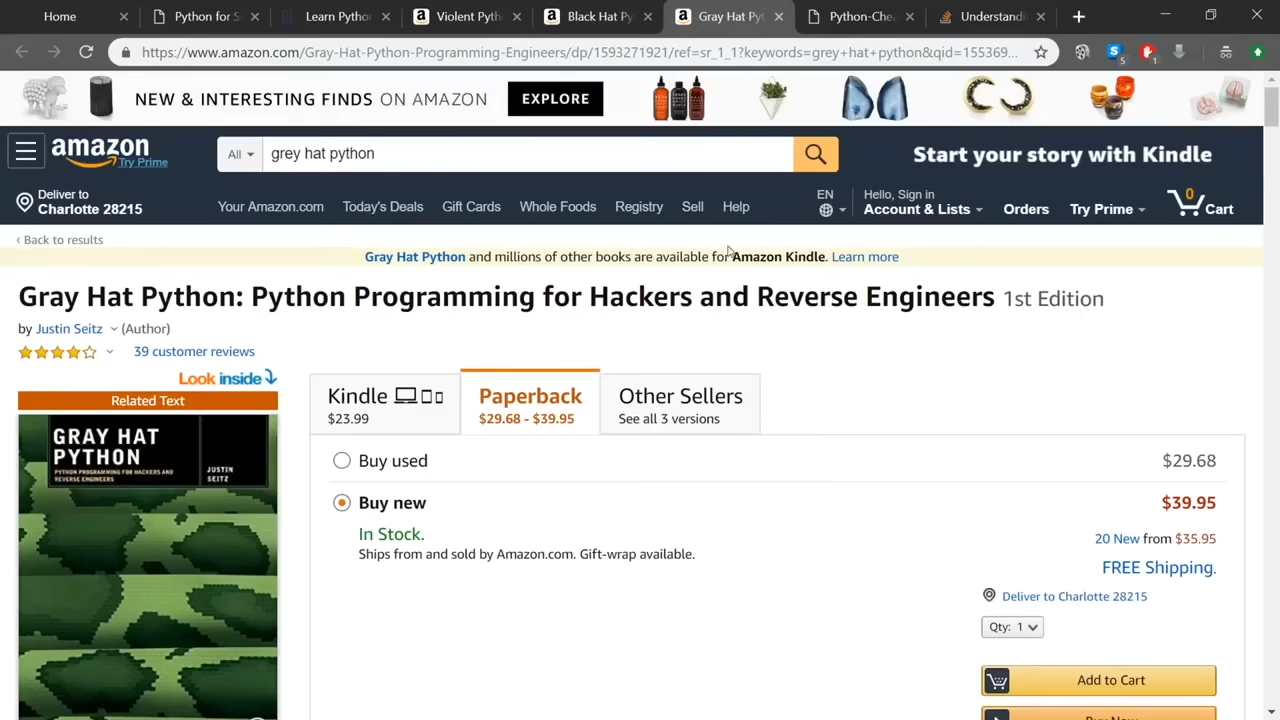 Home
Python for S
Learn Python
Violent Pyth
Black Hat Py
Gray Hat Py
Python-Chea
Understandi
https://www.amazon.com/Gray-Hat-Python-Programming-Engineers/dp/1593271921/ref=sr_1_1?keywords=grey+hat+python&qid=155369...
5
1
NEW & INTERESTING FINDS ON AMAZON
EXPLORE
amazon
Try Prime
All
grey hat python
Start your story with Kindle
Deliver to
Charlotte 28215
Your Amazon.com
Today's Deals
Gift Cards
Whole Foods
Registry
Sell
Help
EN
Hello, Sign in
Account & Lists
Orders
Try Prime
0
Cart
‹ Back to results
Gray Hat Python and millions of other books are available for Amazon Kindle. Learn more
Gray Hat Python: Python Programming for Hackers and Reverse Engineers 1st Edition
by Justin Seitz (Author)
39 customer reviews
Look inside
Related Text
GRAY HAT
PYTHON
PYTHON PROGRAMMING FOR HACKERS AND
REVERSE ENGINEERS
JUSTIN
SEITZ
Kindle
$23.99
Paperback
$29.68 - $39.95
Other Sellers
See all 3 versions
Buy used
$29.68
Buy new
$39.95
In Stock.
Ships from and sold by Amazon.com. Gift-wrap available.
20 New from $35.95
FREE Shipping.
Deliver to Charlotte 28215
Qty: 1
Add to Cart
Buy Now